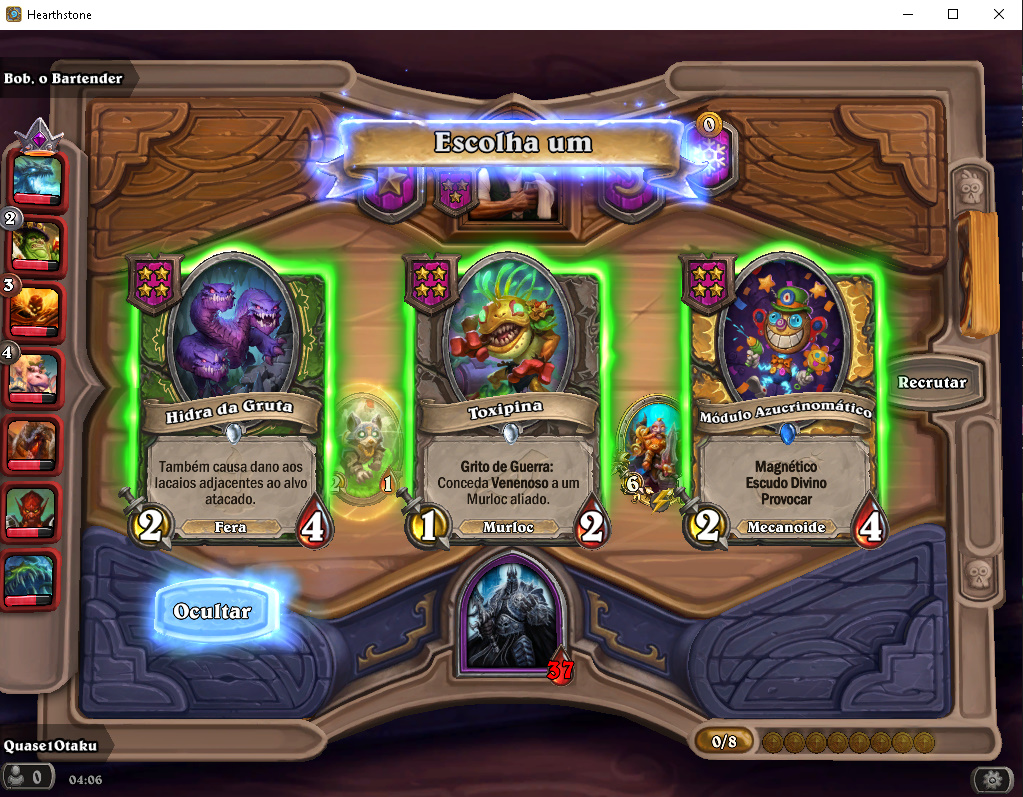 Hearthstone
Bob, o Bartender
Escolha um
0
2
3
4
Hidra da Gruta
Também causa dano aos
lacaios adjacentes ao alvo
atacado.
2
Fera
4
2
1
Toxipina
Grito de Guerra:
Conceda Venenoso a um
Murloc aliado.
1
Murloc
2
6
Módulo Azucrinomático
Magnético
Escudo Divino
Provocar
2
Mecanoide
4
Recrutar
Ocultar
37
Quase1Otaku
0/8
0
04:06